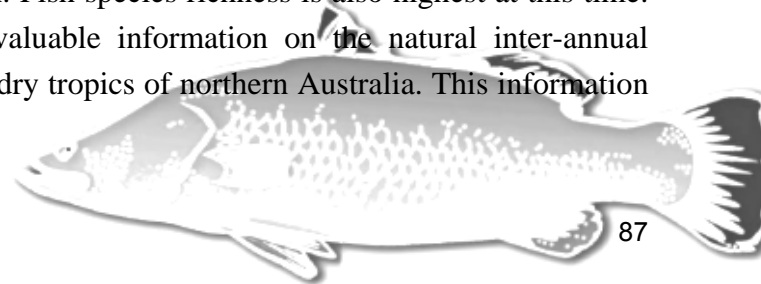 . Fish species richness is also highest at this time.
valuable information on the natural inter-annual
dry tropics of northern Australia. This information
87